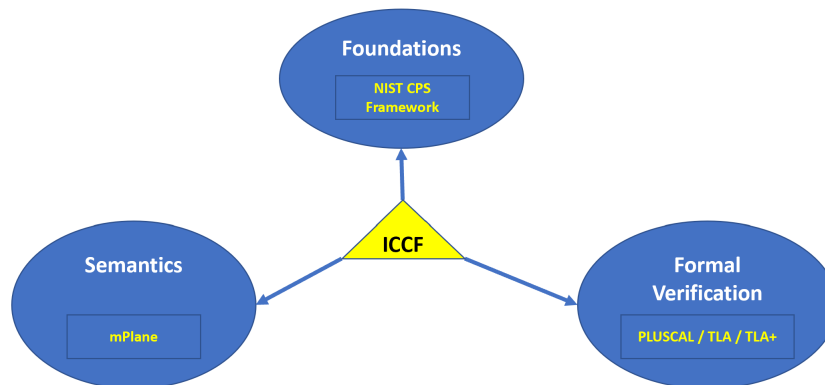 Foundations
NIST CPS
Framework
ICCF
Semantics
mPlane
Formal
Verification
PLUSCAL / TLA / TLA+